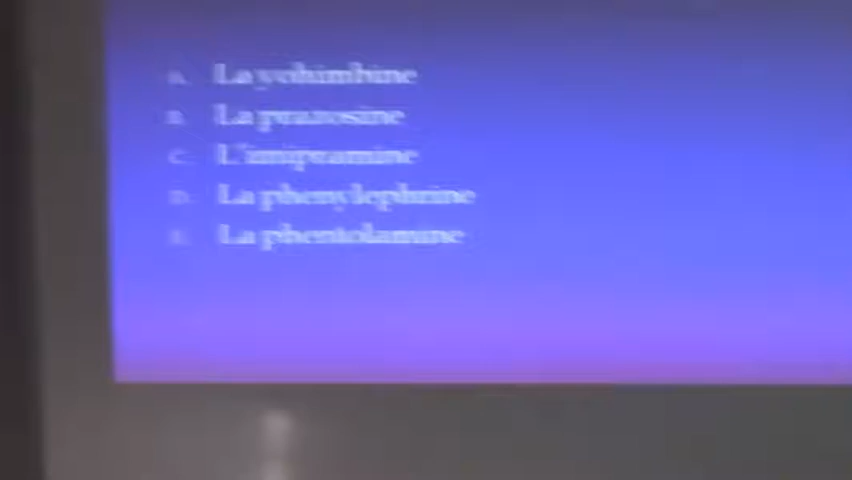 A. La yohimbine
B. La prazosine
C. L'imipramine
D. La phenylephrine
E. La phentolamine